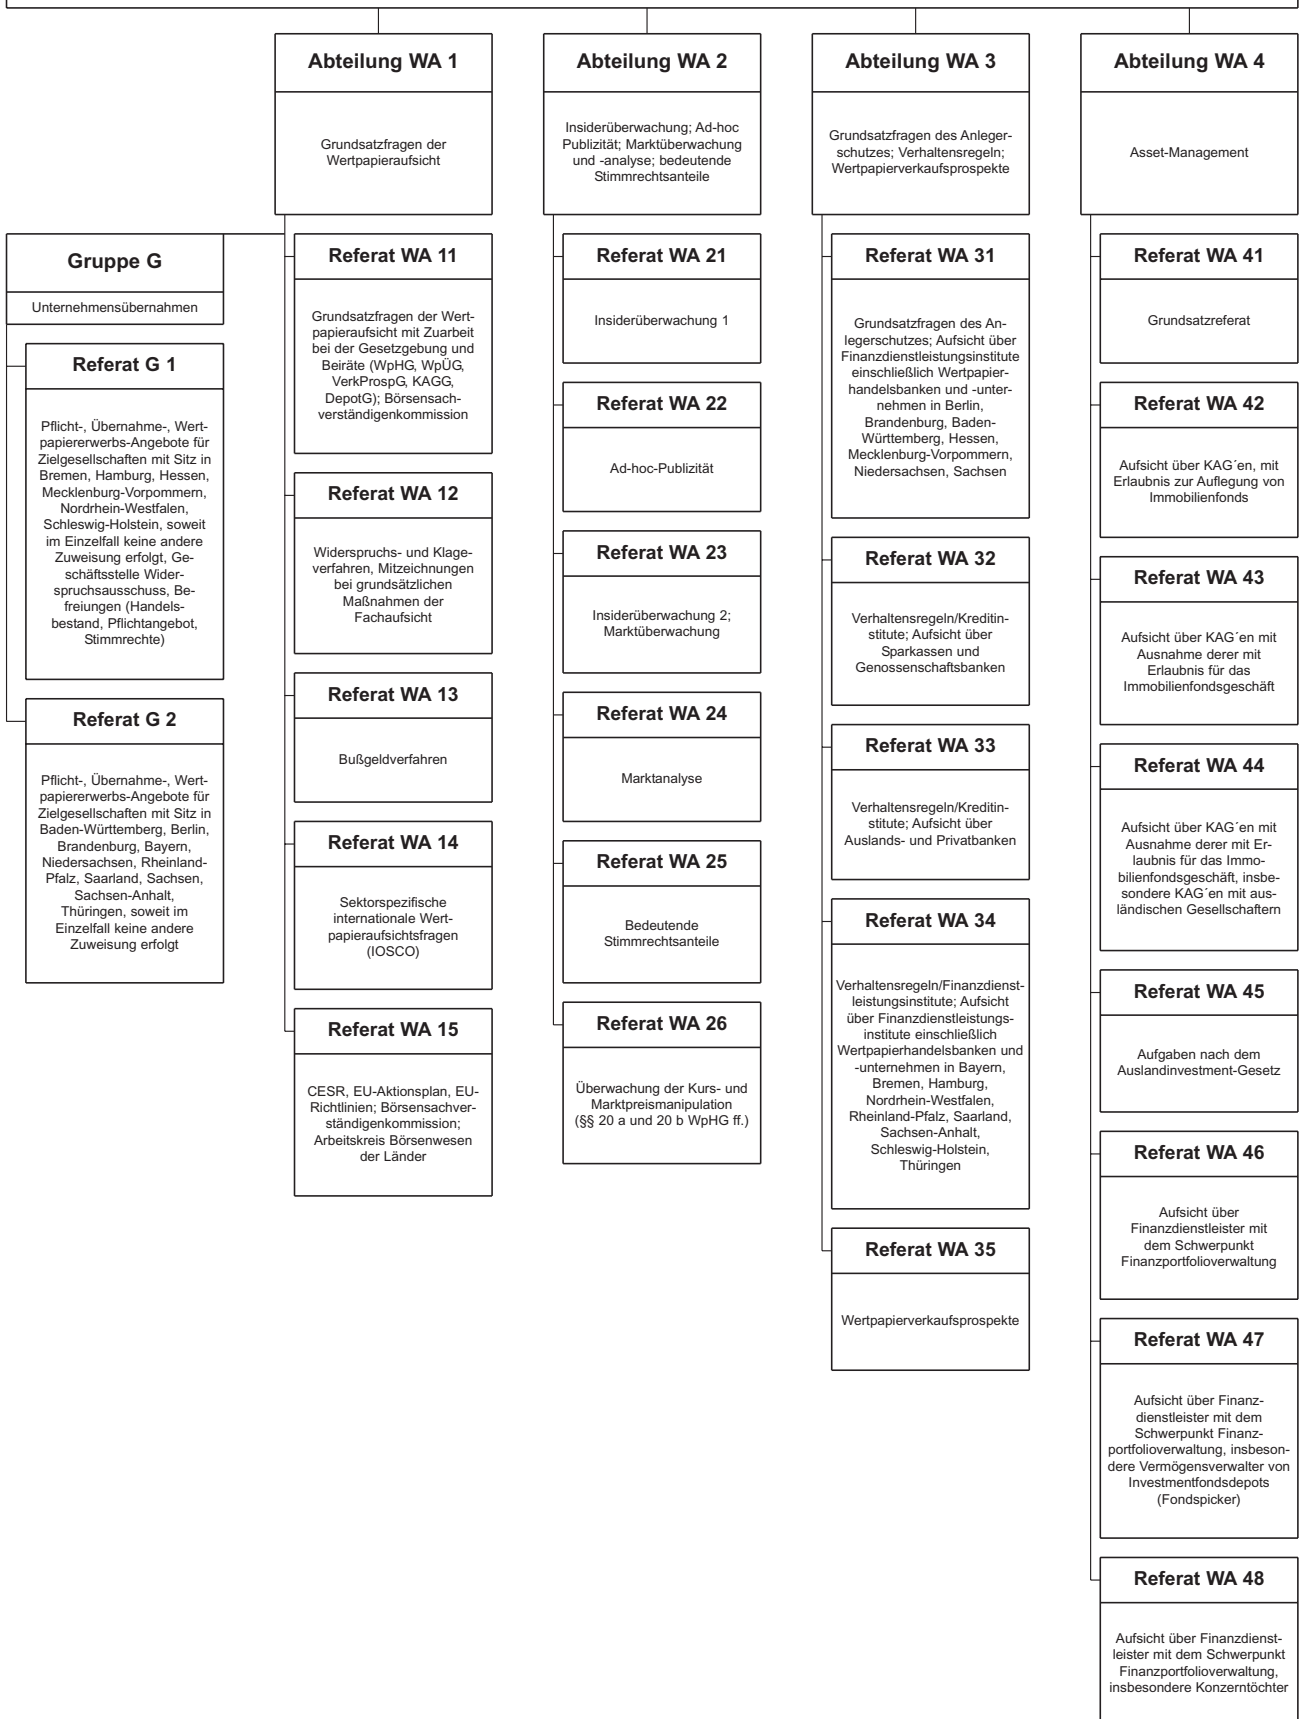 Abteilung WA 1
Grundsatzfragen der
Wertpapieraufsicht
Abteilung WA 2
Insiderüberwachung; Ad-hoc
Publizität; Marktüberwachung
und -analyse; bedeutende
Stimmrechtsanteile
Abteilung WA 3
Grundsatzfragen des Anleger-
schutzes; Verhaltensregeln;
Wertpapierverkaufsprospekte
Abteilung WA 4
Asset-Management
Gruppe G
Unternehmensübernahmen
Referat G 1
Pflicht-, Übernahme-, Wert-
papiererwerbs-Angebote für
Zielgesellschaften mit Sitz in
Bremen, Hamburg, Hessen,
Mecklenburg-Vorpommern,
Nordrhein-Westfalen,
Schleswig-Holstein, soweit
im Einzelfall keine andere
Zuweisung erfolgt, Ge-
schäftsstelle Wider-
spruchsausschuss, Be-
freiungen (Handels-
bestand, Pflichtangebot,
Stimmrechte)
Referat G 2
Pflicht-, Übernahme-, Wert-
papiererwerbs-Angebote für
Zielgesellschaften mit Sitz in
Baden-Württemberg, Berlin,
Brandenburg, Bayern,
Niedersachsen, Rheinland-
Pfalz, Saarland, Sachsen,
Sachsen-Anhalt,
Thüringen, soweit im
Einzelfall keine andere
Zuweisung erfolgt
Referat WA 11
Grundsatzfragen der Wert-
papieraufsicht mit Zuarbeit
bei der Gesetzgebung und
Beiräte (WpHG, WpÜG,
VerkProspG, KAGG,
DepotG); Börsensach-
verständigenkommission
Referat WA 12
Widerspruchs- und Klage-
verfahren, Mitzeichnungen
bei grundsätzlichen
Maßnahmen der
Fachaufsicht
Referat WA 13
Bußgeldverfahren
Referat WA 14
Sektorspezifische
internationale Wert-
papieraufsichtsfragen
(IOSCO)
Referat WA 15
CESR, EU-Aktionsplan, EU-
Richtlinien; Börsensachver-
ständigenkommission;
Arbeitskreis Börsenwesen
der Länder
Referat WA 21
Insiderüberwachung 1
Referat WA 22
Ad-hoc-Publizität
Referat WA 23
Insiderüberwachung 2;
Marktüberwachung
Referat WA 24
Marktanalyse
Referat WA 25
Bedeutende
Stimmrechtsanteile
Referat WA 26
Überwachung der Kurs- und
Marktpreismanipulation
(§§ 20 a und 20 b WpHG ff.)
Referat WA 31
Grundsatzfragen des An-
legerschutzes; Aufsicht über
Finanzdienstleistungsinstitute
einschließlich Wertpapier-
handelsbanken und -unter-
nehmen in Berlin,
Brandenburg, Baden-
Württemberg, Hessen,
Mecklenburg-Vorpommern,
Niedersachsen, Sachsen
Referat WA 32
Verhaltensregeln/Kreditin-
stitute; Aufsicht über
Sparkassen und
Genossenschaftsbanken
Referat WA 33
Verhaltensregeln/Kreditin-
stitute; Aufsicht über
Auslands- und Privatbanken
Referat WA 34
Verhaltensregeln/Finanzdienst-
leistungsinstitute; Aufsicht
über Finanzdienstleistungs-
institute einschließlich
Wertpapierhandelsbanken und
-unternehmen in Bayern,
Bremen, Hamburg,
Nordrhein-Westfalen,
Rheinland-Pfalz, Saarland,
Sachsen-Anhalt,
Schleswig-Holstein,
Thüringen
Referat WA 35
Wertpapierverkaufsprospekte
Referat WA 41
Grundsatzreferat
Referat WA 42
Aufsicht über KAG´en, mit
Erlaubnis zur Auflegung von
Immobilienfonds
Referat WA 43
Aufsicht über KAG´en mit
Ausnahme derer mit
Erlaubnis für das
Immobilienfondsgeschäft
Referat WA 44
Aufsicht über KAG´en mit
Ausnahme derer mit Er-
laubnis für das Immo-
bilienfondsgeschäft, insbe-
sondere KAG´en mit aus-
ländischen Gesellschaftern
Referat WA 45
Aufgaben nach dem
Auslandinvestment-Gesetz
Referat WA 46
Aufsicht über
Finanzdienstleister mit
dem Schwerpunkt
Finanzportfolioverwaltung
Referat WA 47
Aufsicht über Finanz-
dienstleister mit dem
Schwerpunkt Finanz-
portfolioverwaltung, insbeson-
dere Vermögensverwalter von
Investmentfondsdepots
(Fondspicker)
Referat WA 48
Aufsicht über Finanzdienst-
leister mit dem Schwerpunkt
Finanzportfolioverwaltung,
insbesondere Konzerntöchter